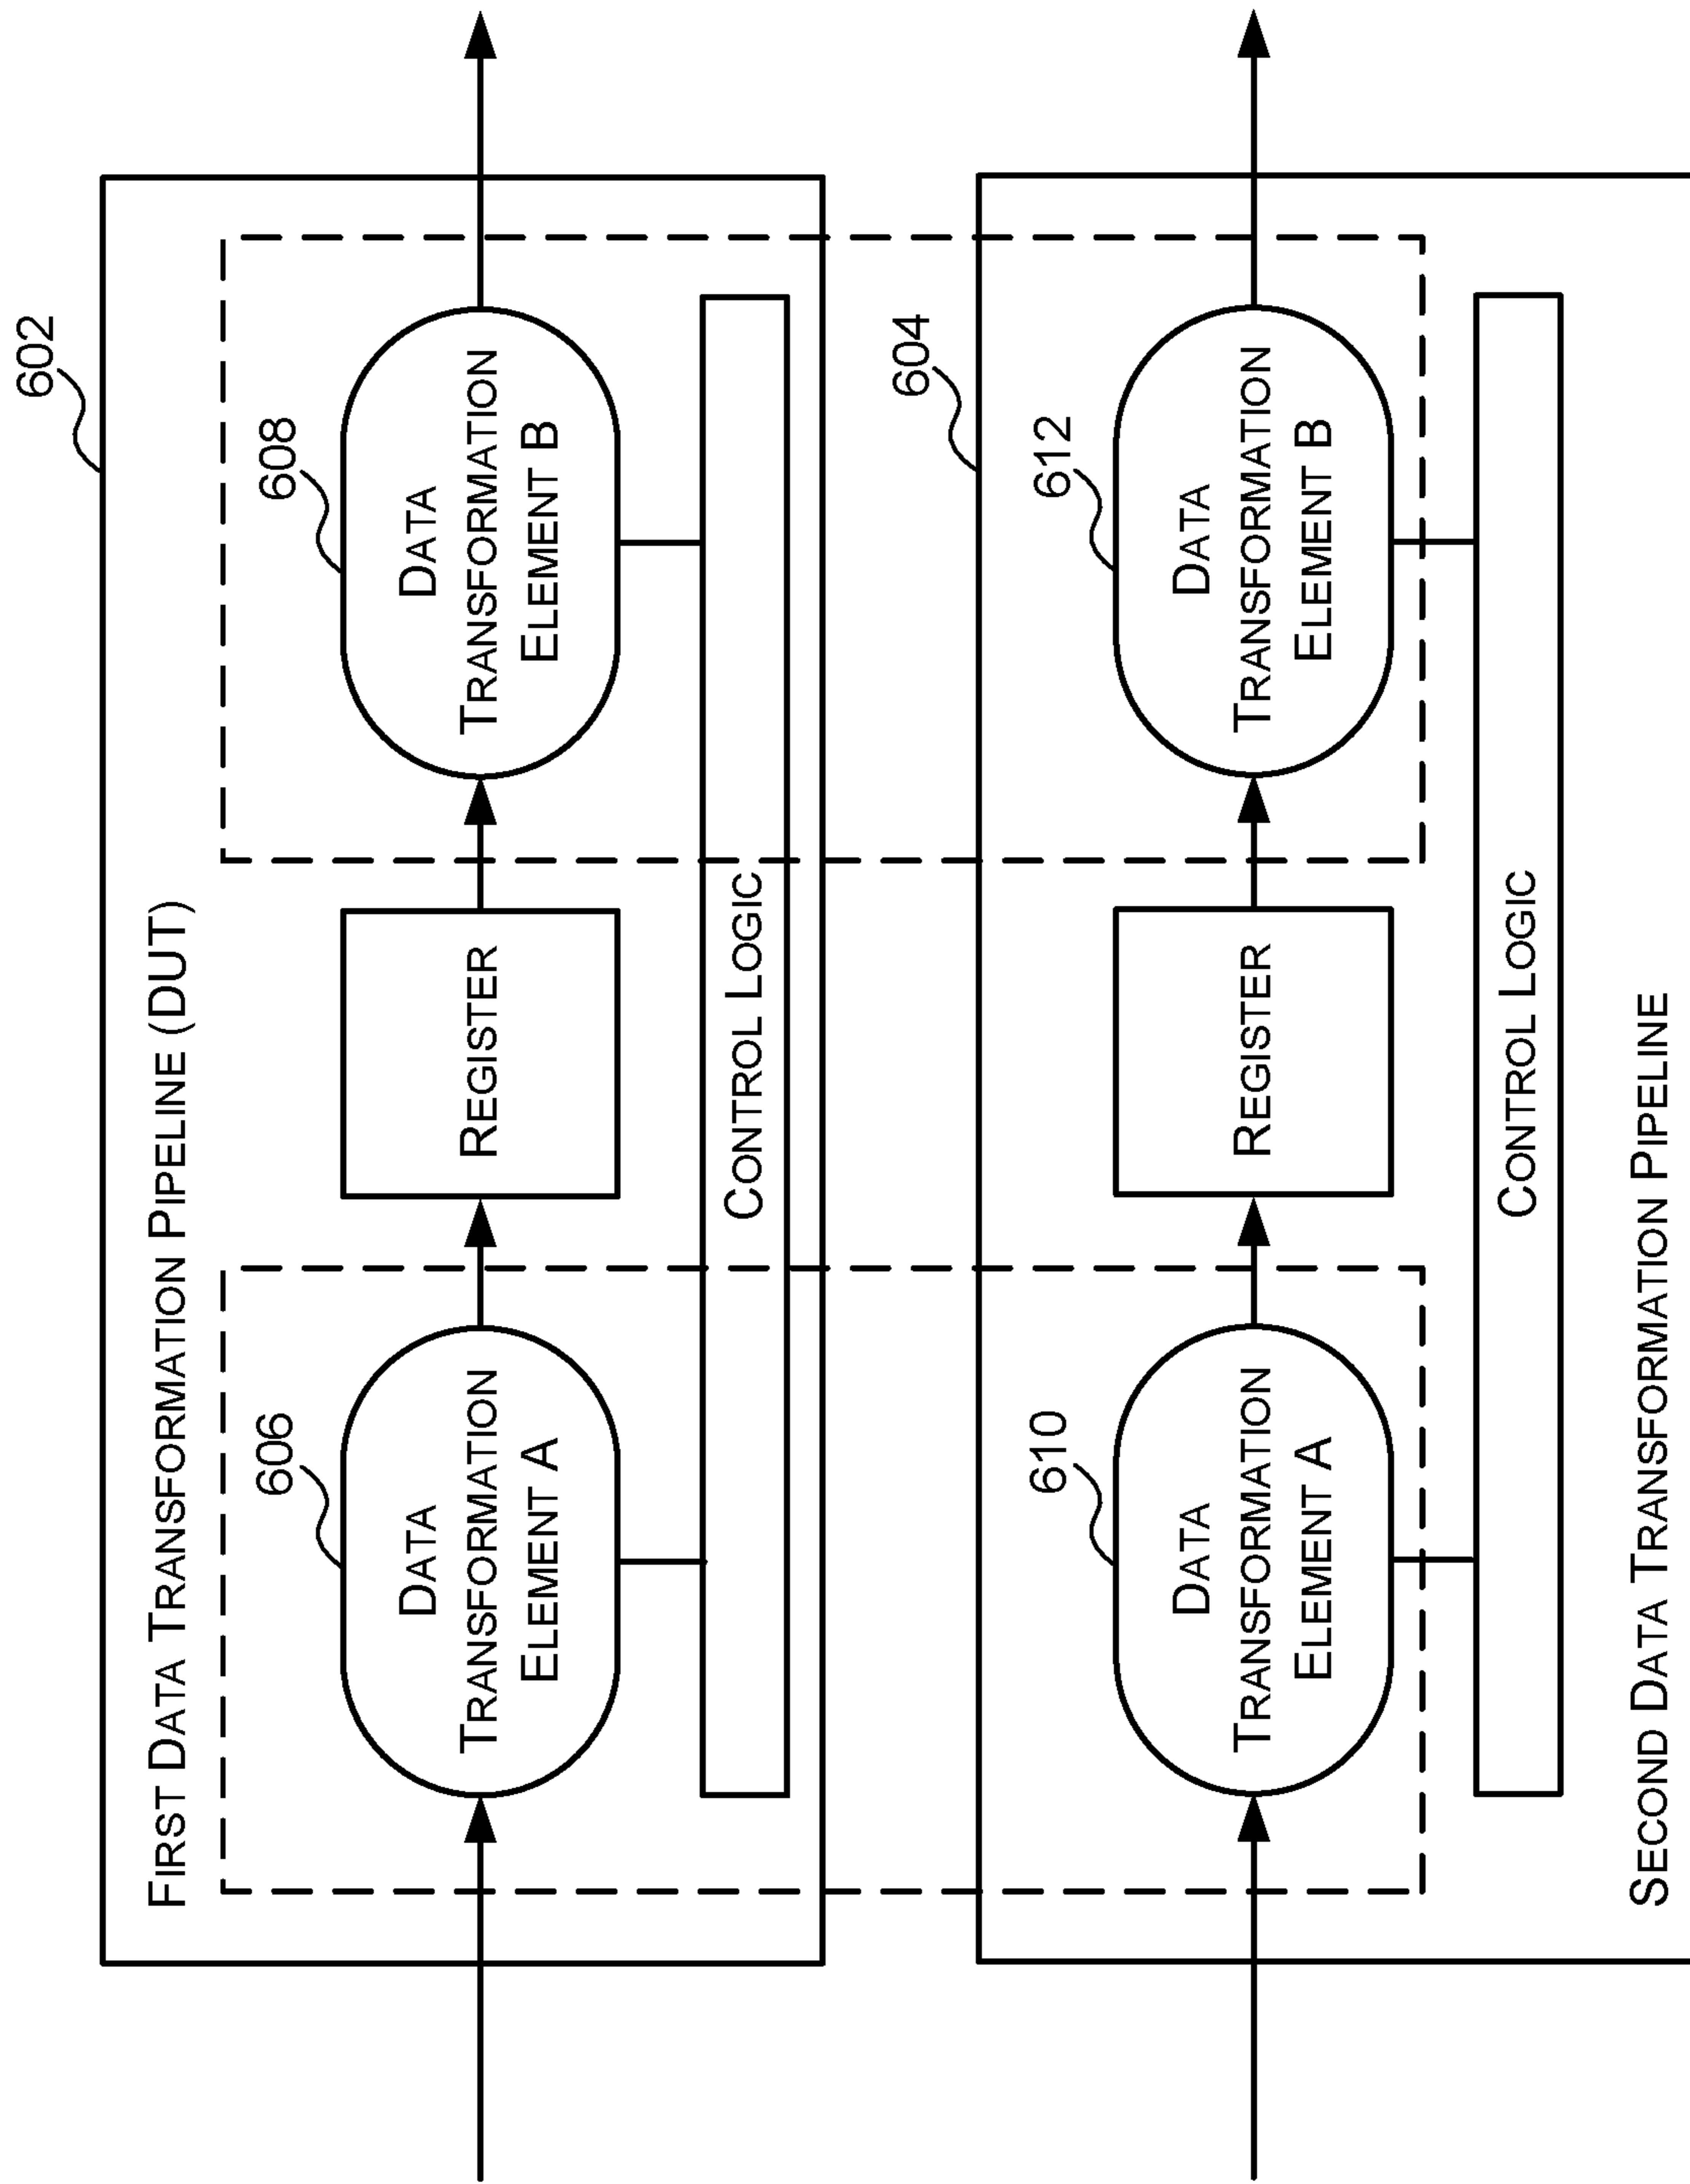 602
FIRST DATA TRANSFORMATION PIPELINE (DUT)
606
DATA
TRANSFORMATION
ELEMENT A
REGISTER
608
DATA
TRANSFORMATION
ELEMENT B
CONTROL LOGIC
604
610
DATA
TRANSFORMATION
ELEMENT A
REGISTER
612
DATA
TRANSFORMATION
ELEMENT B
CONTROL LOGIC
SECOND DATA TRANSFORMATION PIPELINE